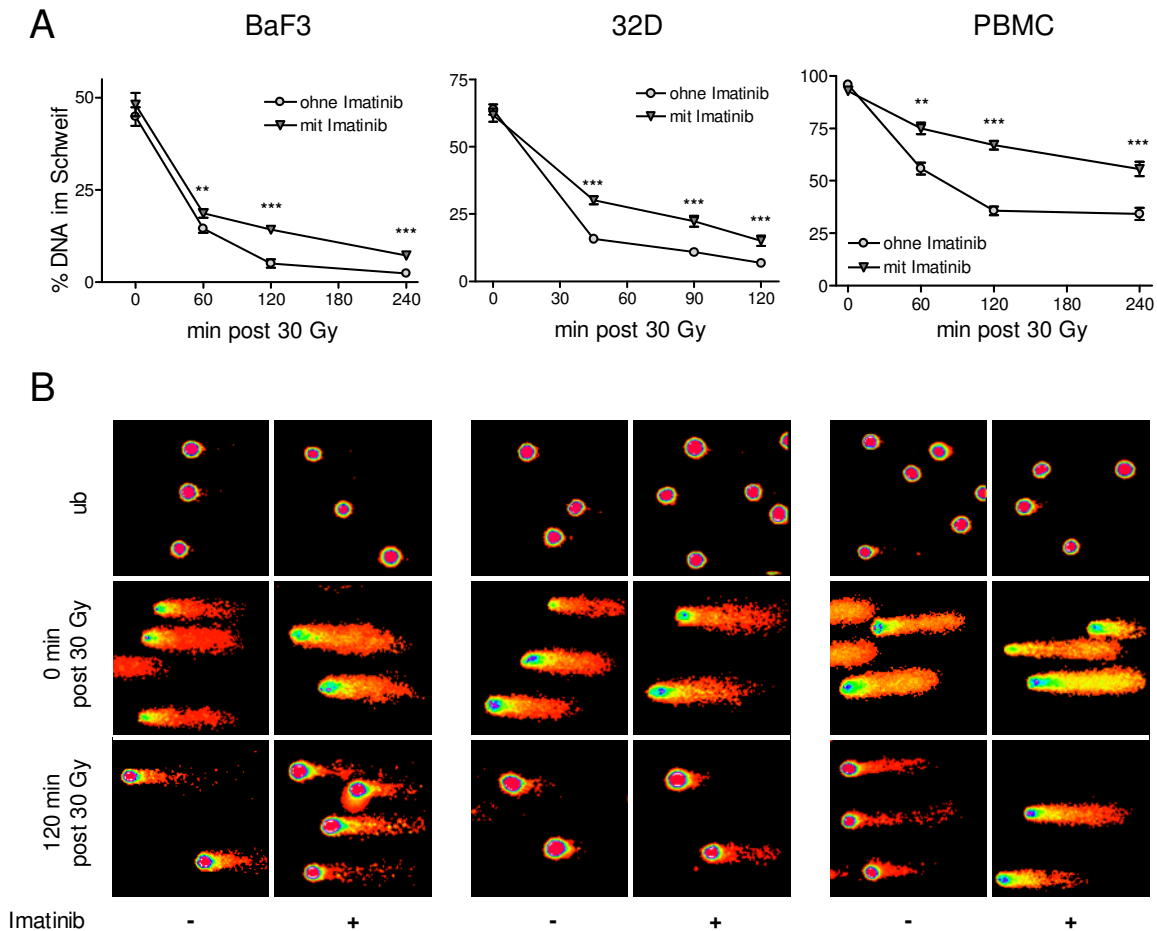 A
BaF3
32D
PBMC
% DNA im Schweif
50
25
0
ohne Imatinib
mit Imatinib
**
***
***
0 60 120 180 240
min post 30 Gy
75
50
25
0
ohne Imatinib
mit Imatinib
***
***
***
0 30 60 90 120
min post 30 Gy
100
75
50
25
0
**
***
***
ohne Imatinib
mit Imatinib
0 60 120 180 240
min post 30 Gy
B
ub
0 min
post 30 Gy
120 min
post 30 Gy
Imatinib - + - + - +